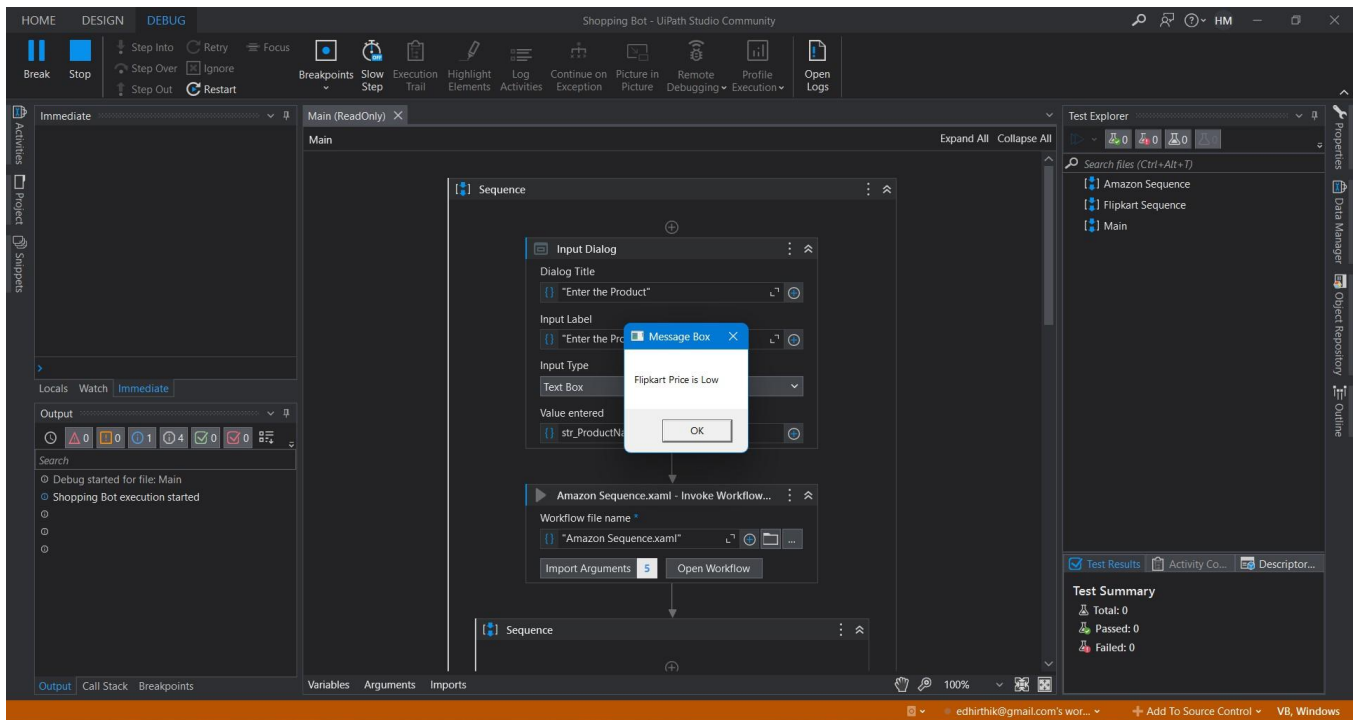 HOME DESIGN DEBUG Shopping Bot - UiPath Studio Community HM
Break Stop
Step Into Retry Focus
Step Over Ignore
Step Out Restart
Breakpoints Slow Step Execution Trail Highlight Elements Log Activities Continue on Exception Picture in Picture Remote Debugging Profile Execution Open Logs
Activities
Project
Snippets
Immediate
>
Locals Watch Immediate
Output
0 0 1 4 0 0
Search
Debug started for file: Main
Shopping Bot execution started
Output Call Stack Breakpoints
Main (ReadOnly)
Main Expand All Collapse All
Sequence
Input Dialog
Dialog Title
"Enter the Product"
Input Label
"Enter the Pro
Input Type
Text Box
Value entered
str_ProductNa
Message Box
Flipkart Price is Low
OK
Amazon Sequence.xaml - Invoke Workflow...
Workflow file name *
"Amazon Sequence.xaml" ...
Import Arguments 5 Open Workflow
Sequence
Variables Arguments Imports 100%
Test Explorer
0 0 0
Search files (Ctrl+Alt+T)
Amazon Sequence
Flipkart Sequence
Main
Test Results Activity Co... Descriptor...
Test Summary
Total: 0
Passed: 0
Failed: 0
Properties
Data Manager
Object Repository
Outline
edhirthik@gmail.com's wor... Add To Source Control VB, Windows